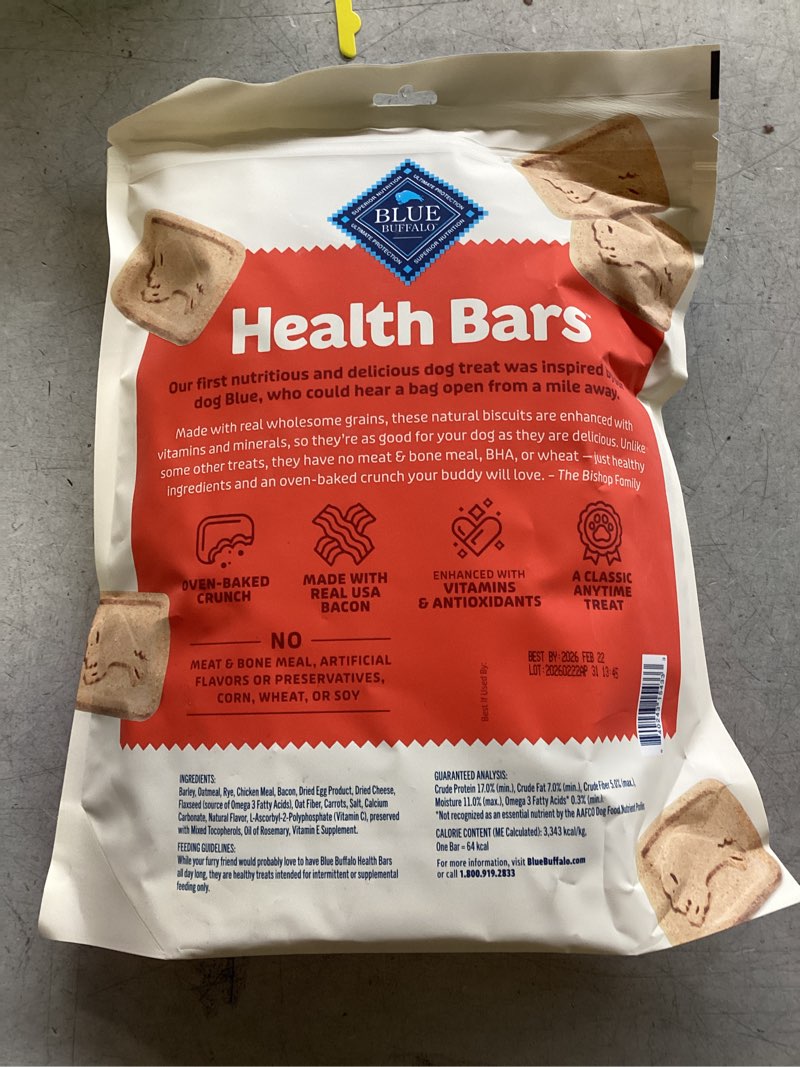 SUPERIOR NUTRITION
ULTIMATE PROTECTION
BLUE
BUFFALO
ULTIMATE PROTECTION
SUPERIOR NUTRITION
Health Bars
Our first nutritious and delicious dog treat was inspired
dog Blue, who could hear a bag open from a mile away.
Made with real wholesome grains, these natural biscuits are enhanced with
vitamins and minerals, so they're as good for your dog as they are delicious. Unlike
some other treats, they have no meat & bone meal, BHA, or wheat — just healthy
ingredients and an oven-baked crunch your buddy will love. – The Bishop Family
OVEN-BAKED
CRUNCH
MADE WITH
REAL USA
BACON
ENHANCED WITH
VITAMINS
& ANTIOXIDANTS
A CLASSIC
ANYTIME
TREAT
NO
MEAT & BONE MEAL, ARTIFICIAL
FLAVORS OR PRESERVATIVES,
CORN, WHEAT, OR SOY
Best If Used By:
BEST BY 2026 FEB 22
LOT 20260222AP 31 13:45
INGREDIENTS:
Barley, Oatmeal, Rye, Chicken Meal, Bacon, Dried Egg Product, Dried Cheese,
Flaxseed (source of Omega 3 Fatty Acids), Oat Fiber, Carrots, Salt, Calcium
Carbonate, Natural Flavor, L-Ascorbyl-2-Polyphosphate (Vitamin C), preserved
with Mixed Tocopherols, Oil of Rosemary, Vitamin E Supplement.
FEEDING GUIDELINES:
While your furry friend would probably love to have Blue Buffalo Health Bars
all day long, they are healthy treats intended for intermittent or supplemental
feeding only.
GUARANTEED ANALYSIS:
Crude Protein 17.0% (min.), Crude Fat 7.0% (min.), Crude Fiber 5.0% (max.),
Moisture 11.0% (max.), Omega 3 Fatty Acids* 0.3% (min.)
*Not recognized as an essential nutrient by the AAFCO Dog Food Nutrient
CALORIE CONTENT (ME Calculated): 3,343 kcal/kg,
One Bar = 64 kcal
For more information, visit BlueBuffalo.com
or call 1.800.919.2833